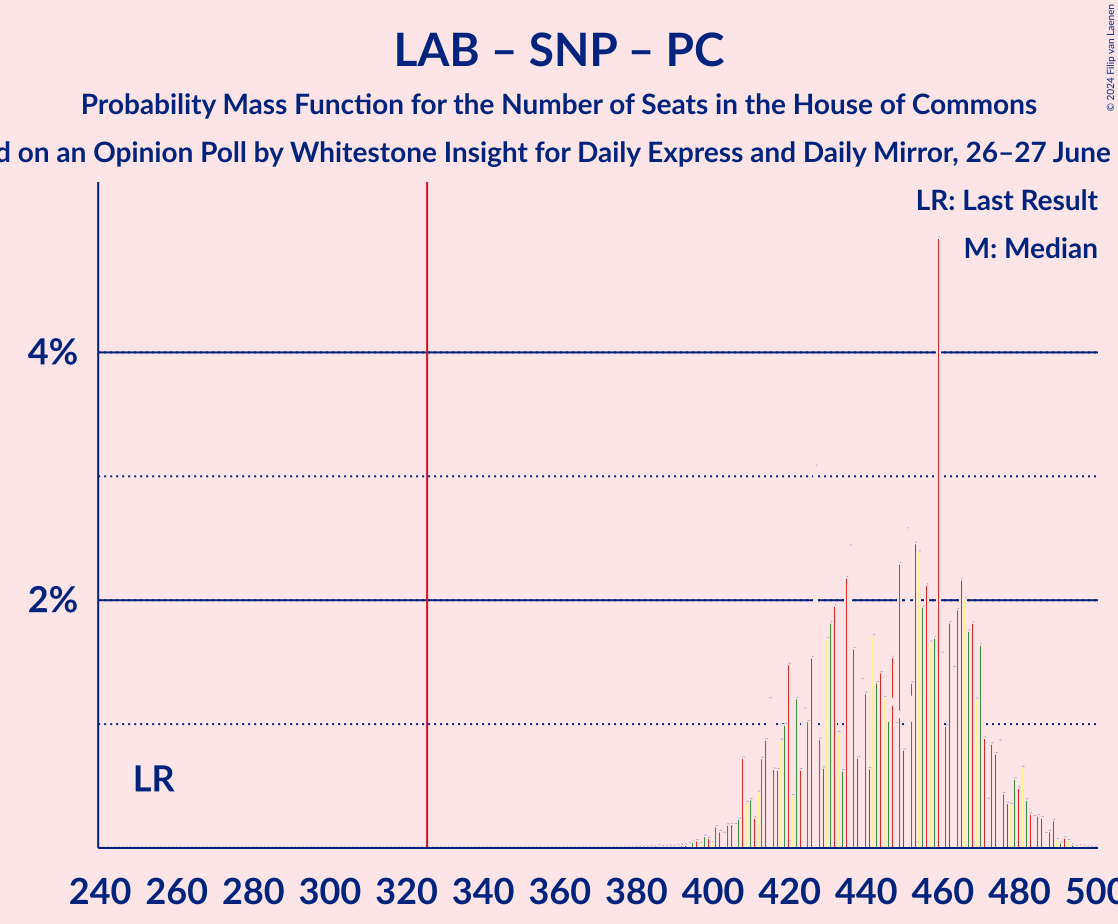 LAB – SNP – PC
Probability Mass Function for the Number of Seats in the House of Commons
on an Opinion Poll by Whitestone Insight for Daily Express and Daily Mirror, 26–27 June
© 2024 Filip van Laenen
LR: Last Result
M: Median
4%
2%
LR
240 260 280 300 320 340 360 380 400 420 440 460 480 500